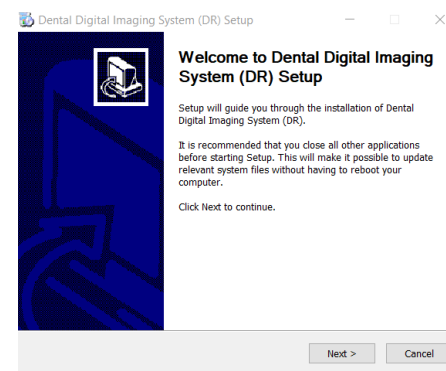 Dental Digital Imaging System (DR) Setup
Welcome to Dental Digital Imaging
System (DR) Setup
Setup will guide you through the installation of Dental
Digital Imaging System (DR).
It is recommended that you close all other applications
before starting Setup. This will make it possible to update
relevant system files without having to reboot your
computer.
Click Next to continue.
Next > Cancel